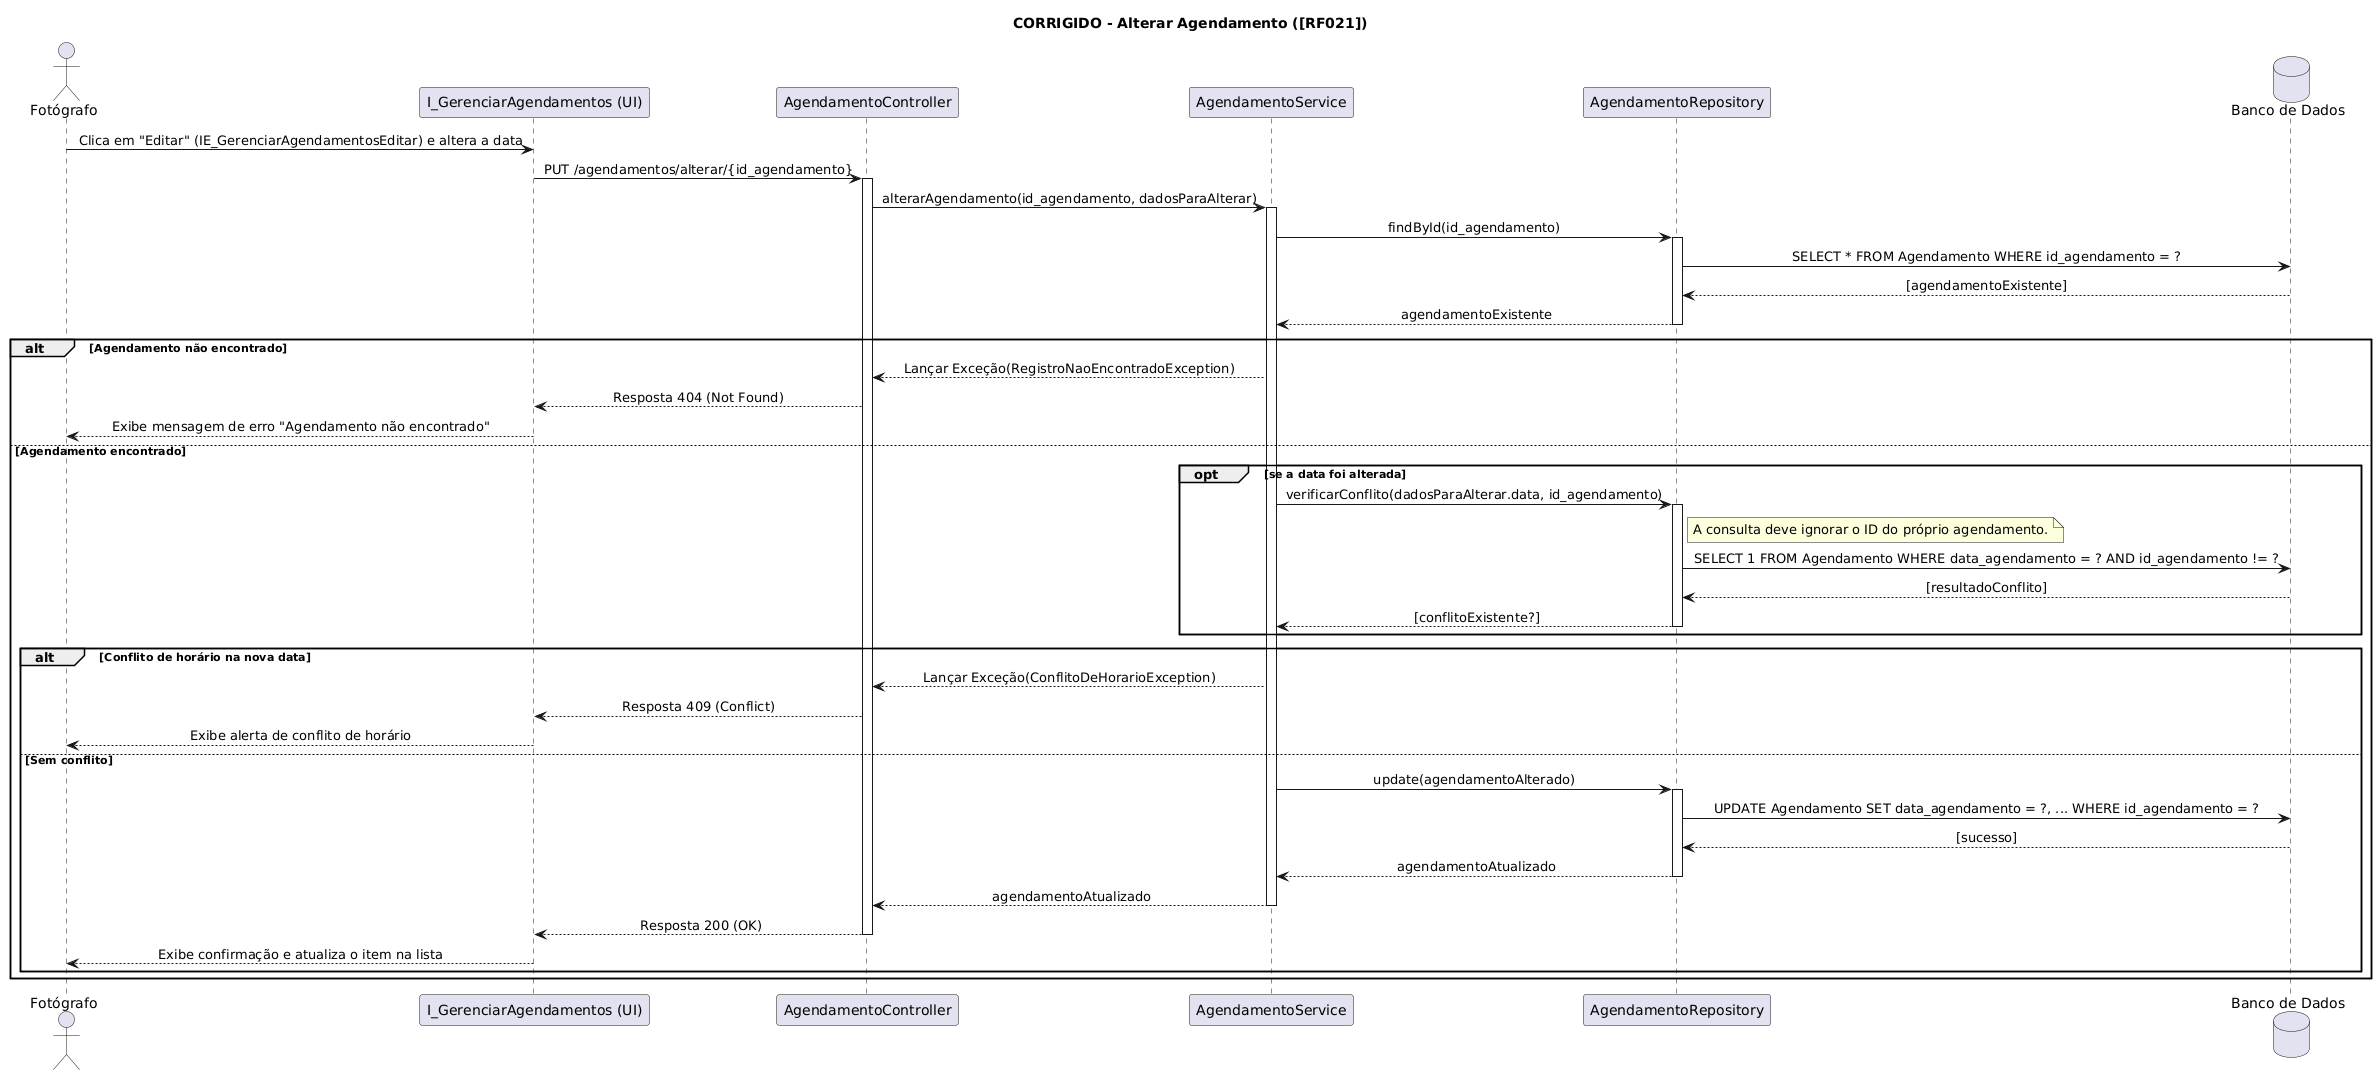 CORRIGIDO - Alterar Agendamento ([RF021])
Fotógrafo
I_GerenciarAgendamentos (UI)
AgendamentoController
AgendamentoService
AgendamentoRepository
Banco de Dados
Clica em "Editar" (IE_GerenciarAgendamentosEditar) e altera a data
PUT /agendamentos/alterar/{id_agendamento}
alterarAgendamento(id_agendamento, dadosParaAlterar)
findById(id_agendamento)
SELECT * FROM Agendamento WHERE id_agendamento = ?
[agendamentoExistente]
agendamentoExistente
alt [Agendamento não encontrado]
Lançar Exceção(RegistroNaoEncontradoException)
Resposta 404 (Not Found)
Exibe mensagem de erro "Agendamento não encontrado"
[Agendamento encontrado]
opt [se a data foi alterada]
verificarConflito(dadosParaAlterar.data, id_agendamento)
A consulta deve ignorar o ID do próprio agendamento.
SELECT 1 FROM Agendamento WHERE data_agendamento = ? AND id_agendamento != ?
[resultadoConflito]
[conflitoExistente?]
alt [Conflito de horário na nova data]
Lançar Exceção(ConflitoDeHorarioException)
Resposta 409 (Conflict)
Exibe alerta de conflito de horário
[Sem conflito]
update(agendamentoAlterado)
UPDATE Agendamento SET data_agendamento = ?, ... WHERE id_agendamento = ?
[sucesso]
agendamentoAtualizado
agendamentoAtualizado
Resposta 200 (OK)
Exibe confirmação e atualiza o item na lista
Fotógrafo
I_GerenciarAgendamentos (UI)
AgendamentoController
AgendamentoService
AgendamentoRepository
Banco de Dados